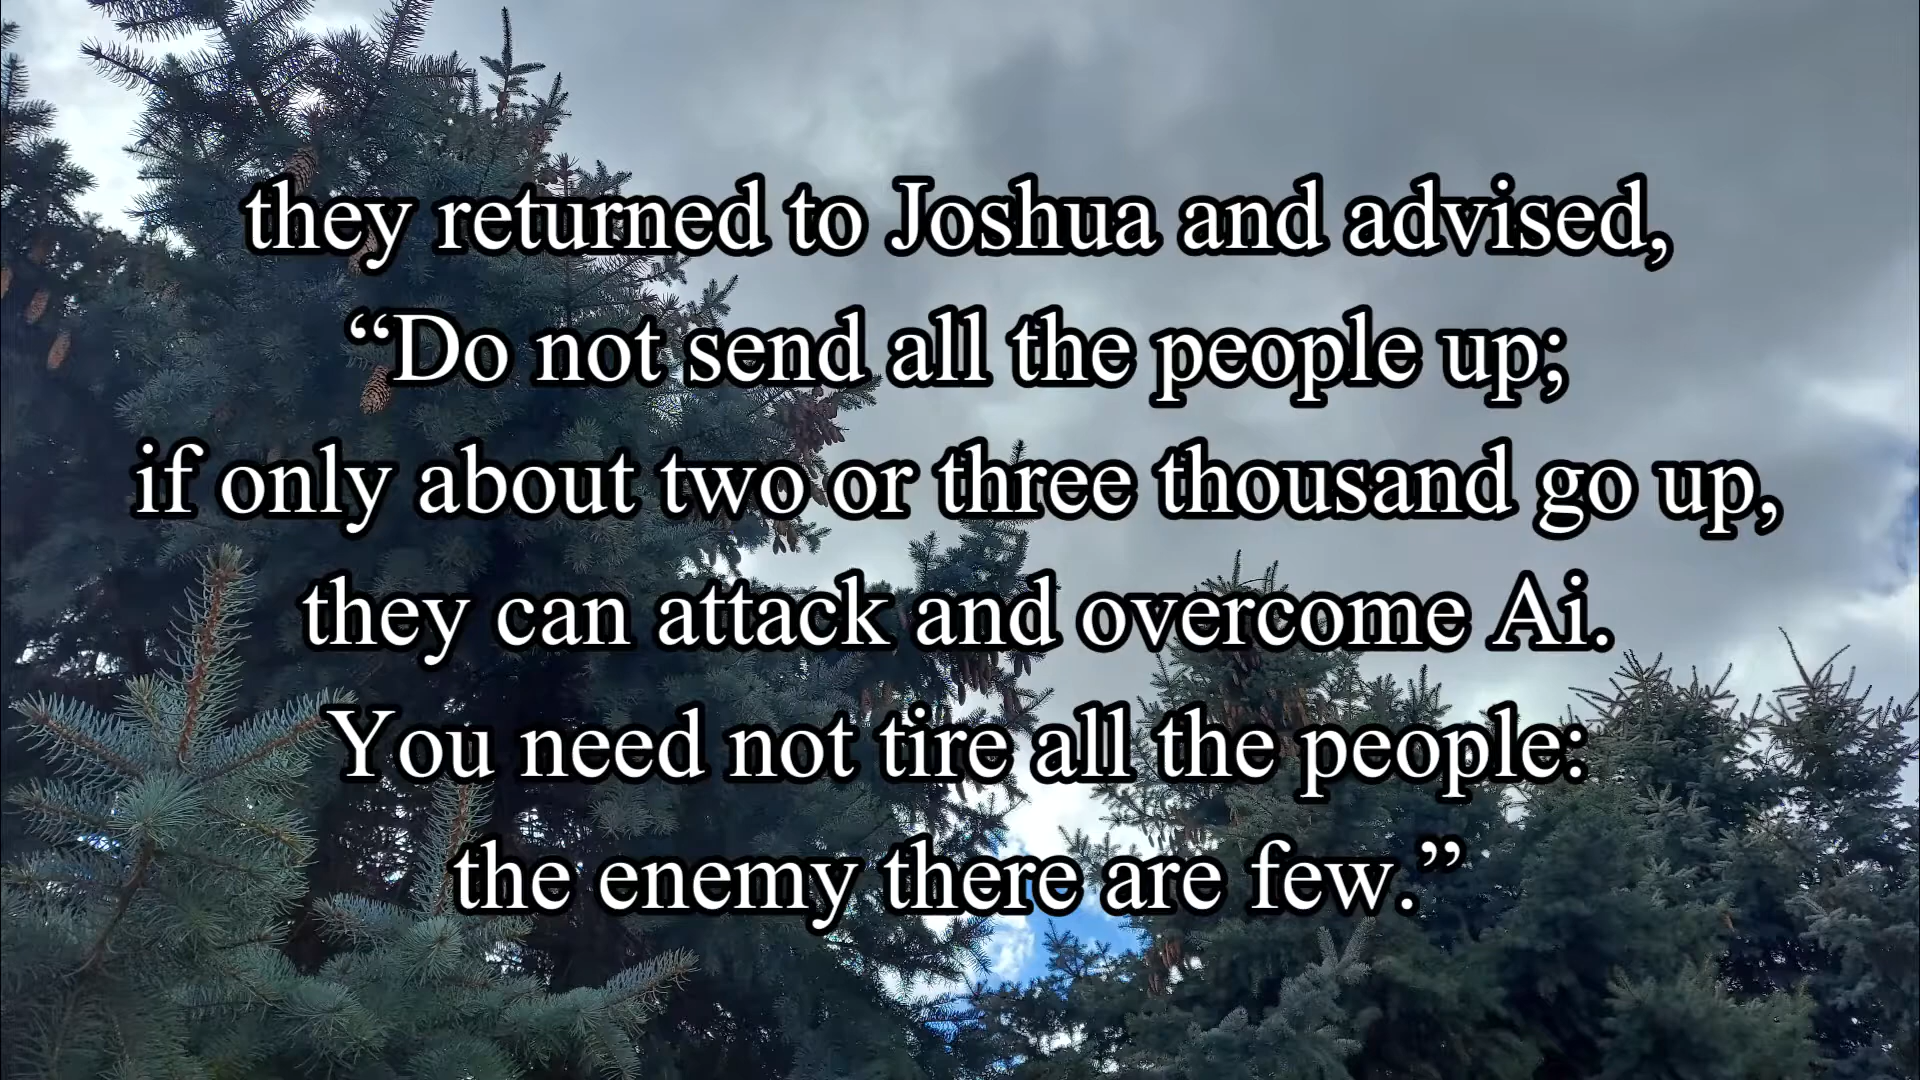 they returned to Joshua and advised,
“Do not send all the people up;
if only about two or three thousand go up,
they can attack and overcome Ai.
You need not tire all the people:
the enemy there are few.”